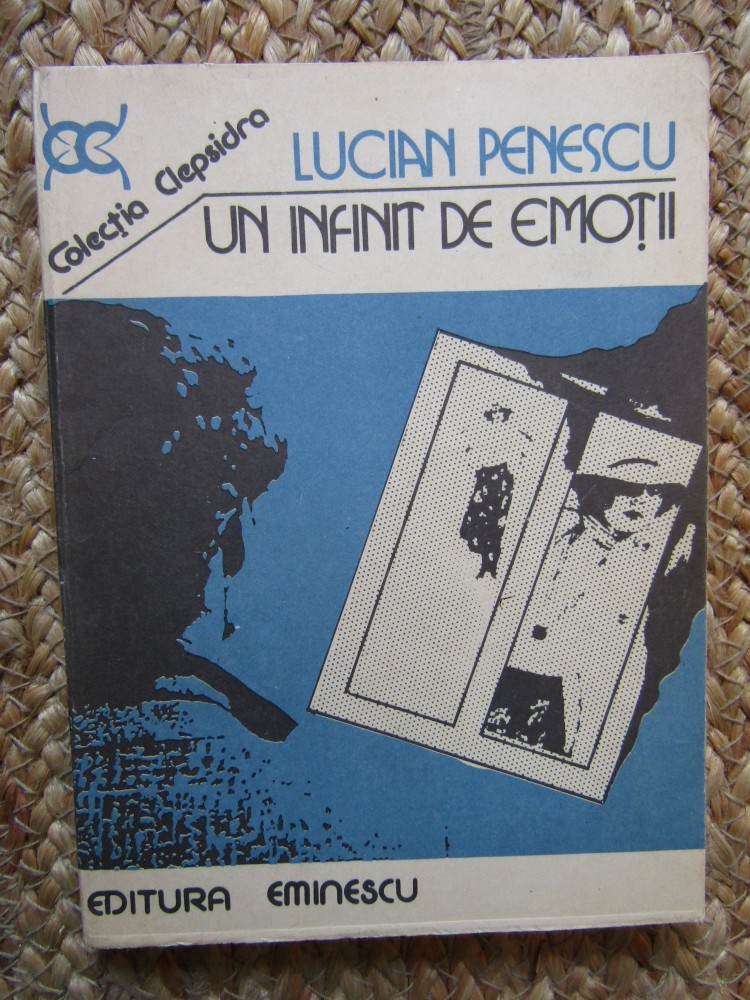 Colecția Clepsidra
LUCIAN PENESCU
UN INFINIT DE EMOȚII
EDITURA EMINESCU